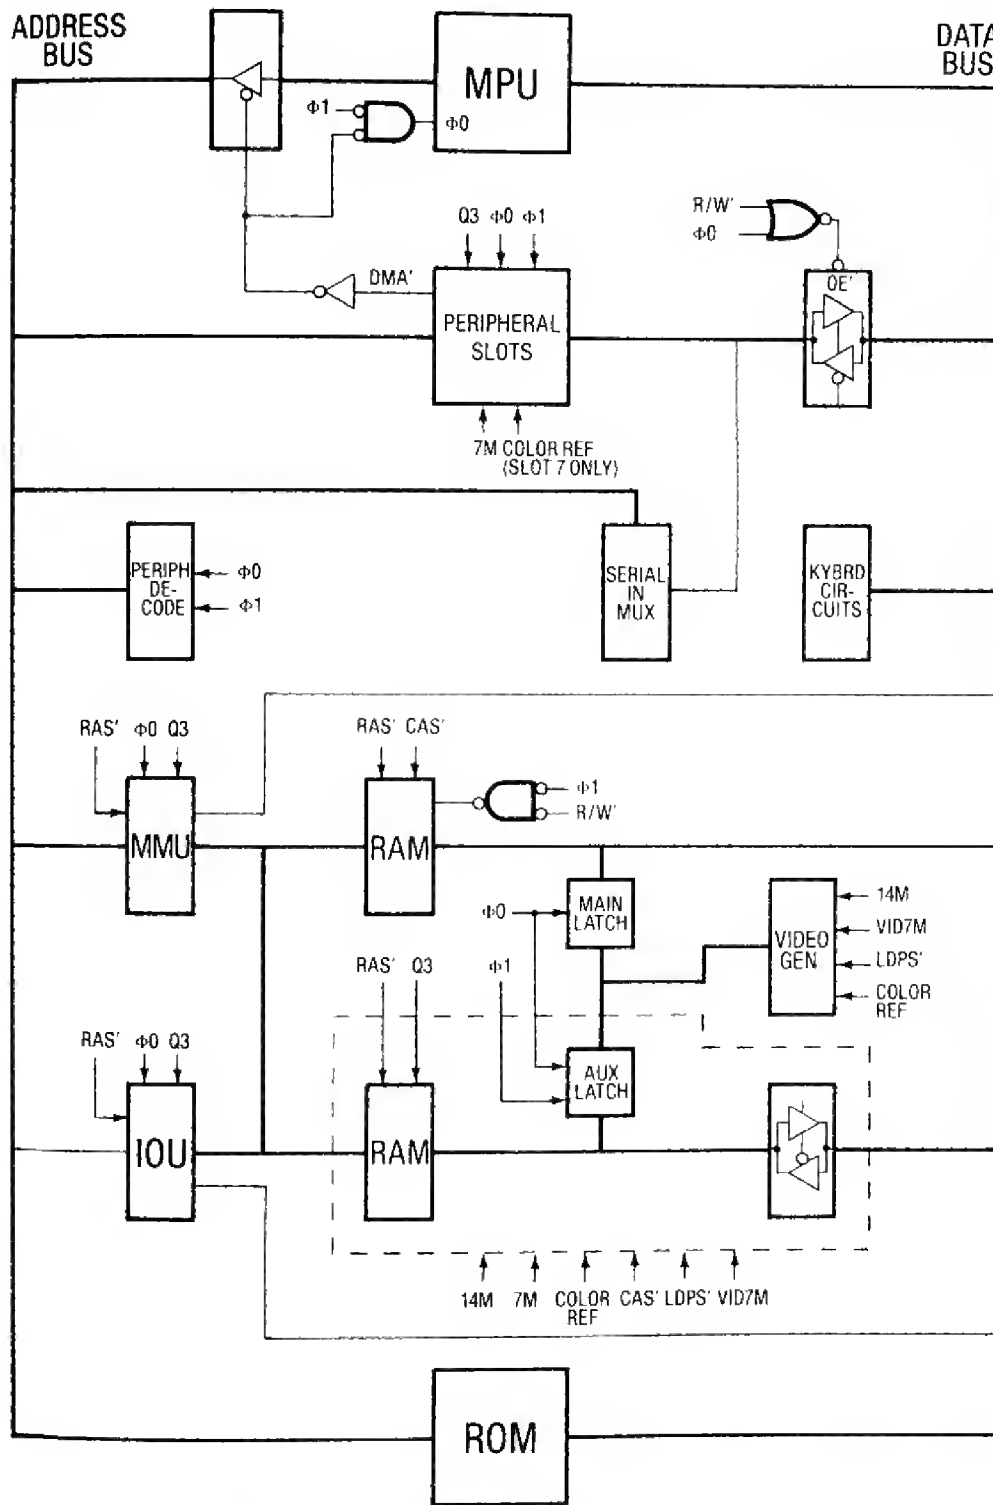 ADDRESS
BUS
DATA
BUS
MPU
Φ1
Φ0
Q3 Φ0 Φ1
R/W'
Φ0
DMA'
OE'
PERIPHERAL
SLOTS
7M COLOR REF
(SLOT 7 ONLY)
PERIPH
DE-
CODE
Φ0
Φ1
SERIAL
IN
MUX
KYBRD
CIR-
CUITS
RAS' Φ0 Q3
RAS' CAS'
Φ1
R/W'
MMU
RAM
MAIN
LATCH
Φ0
14M
VID7M
LDPS'
COLOR
REF
VIDEO
GEN
Φ1
RAS' Q3
RAS' Φ0 Q3
AUX
LATCH
IOU
RAM
14M 7M COLOR
REF
CAS' LDPS' VID7M
ROM